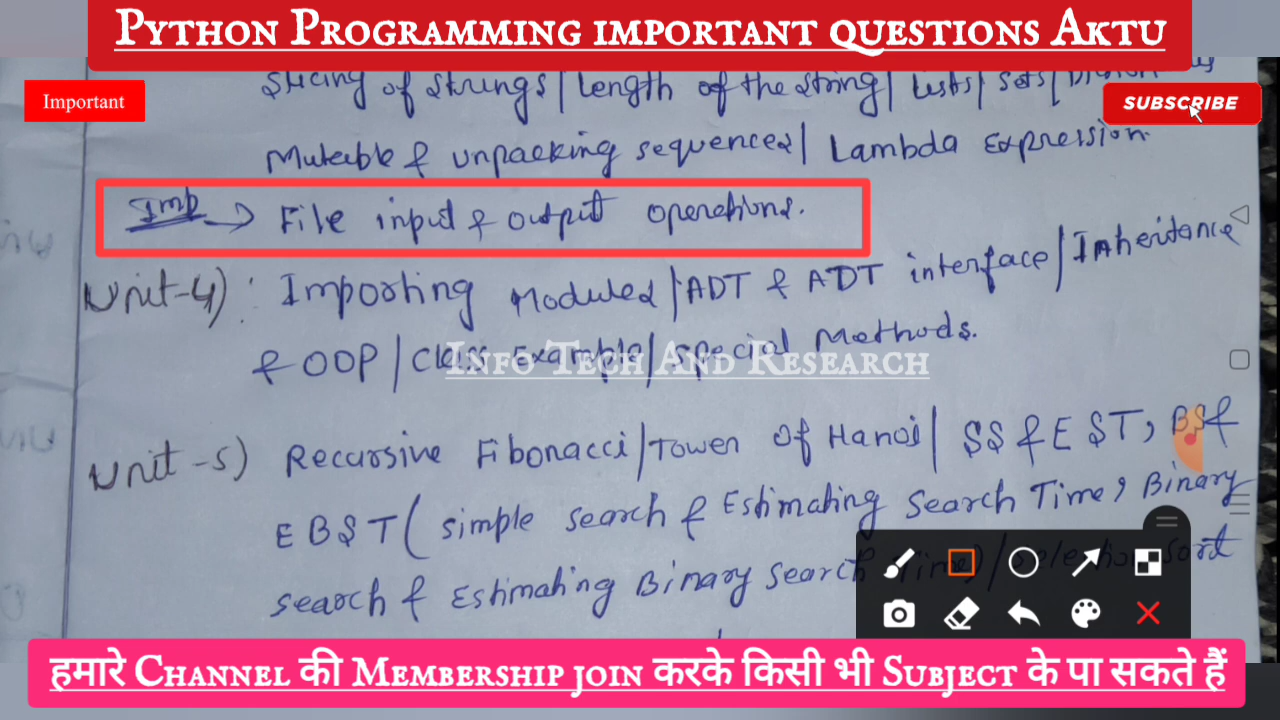 Python Programming important questions Aktu
Important
Slicing of Strings / Length of the string / Lists / Sets /
SUBSCRIBE
Mutable & unpacking sequences / Lambda Expression
Imp → File input & output operations.
Unit-4) : Importing Modules / ADT & ADT interface / Inheritance
& OOP / Class Example / Special Methods.
Info Tech And Research
Unit-5) Recursive Fibonacci / Tower Of Hanoi / SS & EST, BS &
EBST ( Simple Search & Estimating Search Time, Binary
Search & Estimating Binary Search Time) / Selection Sort
हमारे Channel की Membership join करके किसी भी Subject के पा सकते हैं